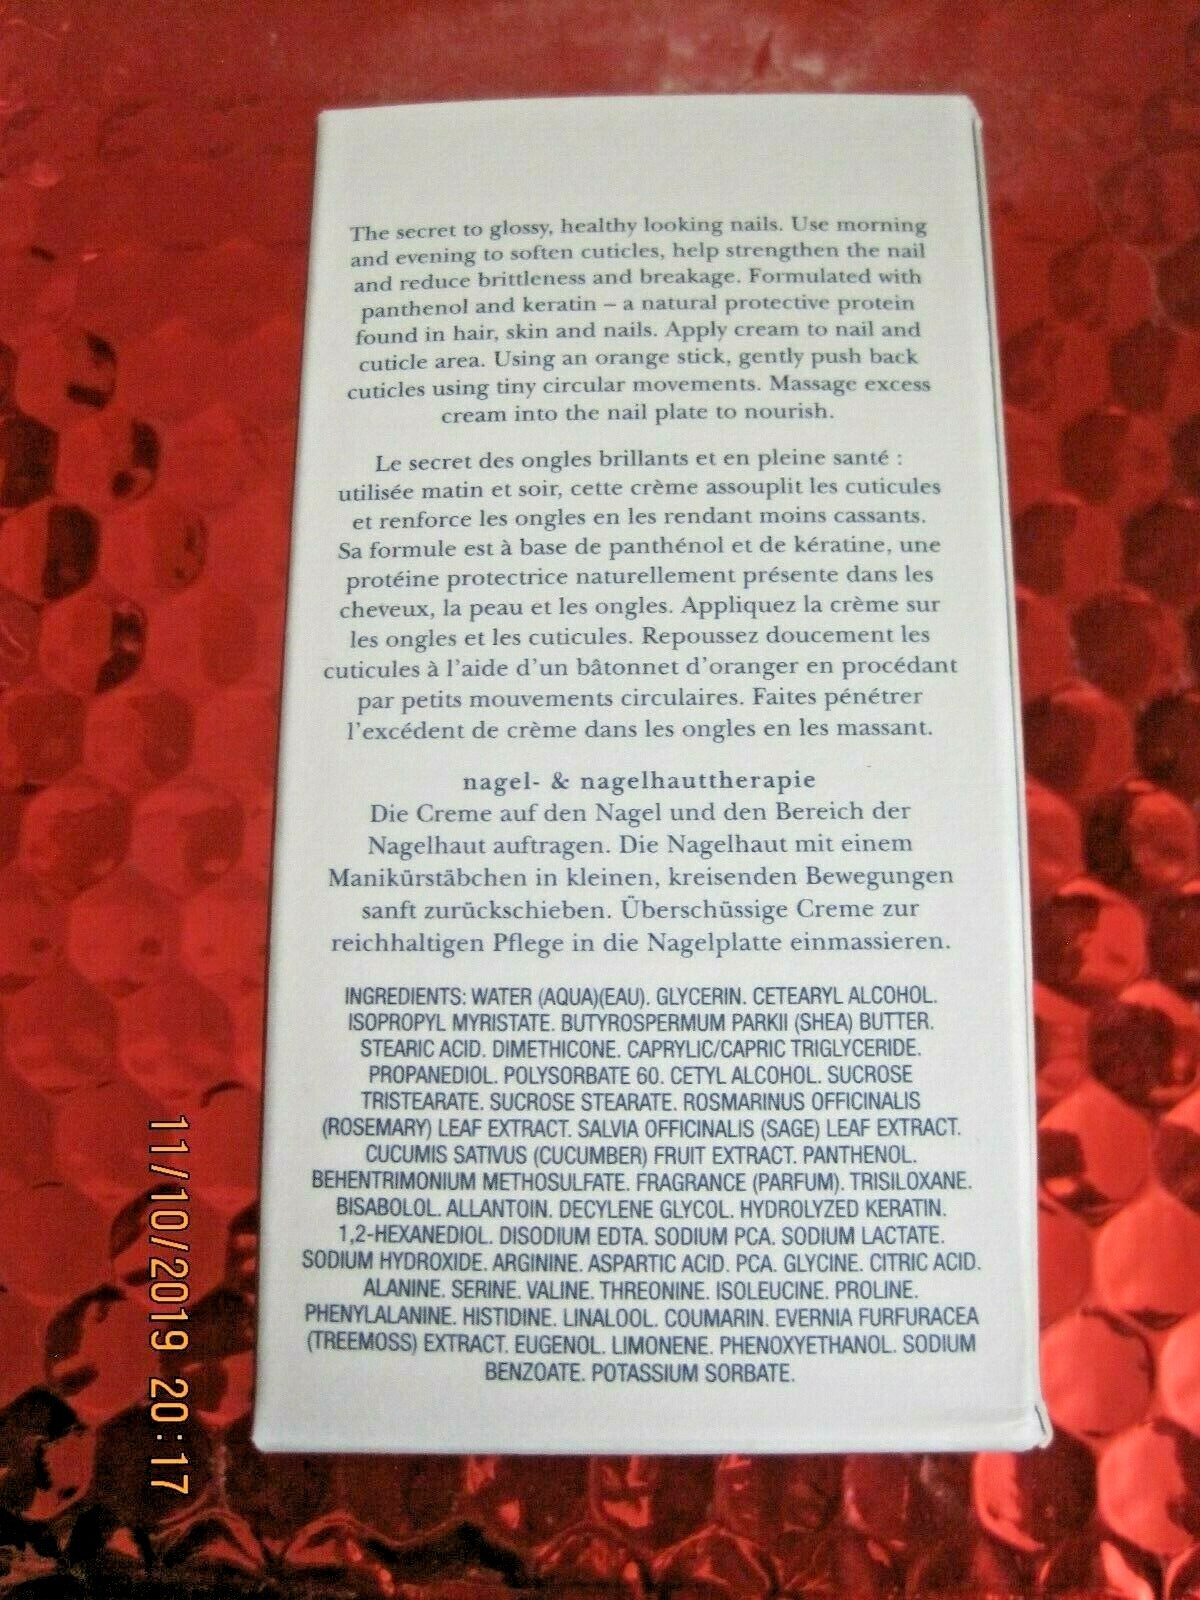 The secret to glossy, healthy looking nails. Use morning
and evening to soften cuticles, help strengthen the nail
and reduce brittleness and breakage. Formulated with
panthenol and keratin – a natural protective protein
found in hair, skin and nails. Apply cream to nail and
cuticle area. Using an orange stick, gently push back
cuticles using tiny circular movements. Massage excess
cream into the nail plate to nourish.
Le secret des ongles brillants et en pleine santé :
utilisée matin et soir, cette crème assouplit les cuticules
et renforce les ongles en les rendant moins cassants.
Sa formule est à base de panthénol et de kératine, une
protéine protectrice naturellement présente dans les
cheveux, la peau et les ongles. Appliquez la crème sur
les ongles et les cuticules. Repoussez doucement les
cuticules à l'aide d'un bâtonnet d'oranger en procédant
par petits mouvements circulaires. Faites pénétrer
l'excédent de crème dans les ongles en les massant.
nagel- & nagelhauttherapie
Die Creme auf den Nagel und den Bereich der
Nagelhaut auftragen. Die Nagelhaut mit einem
Manikürstäbchen in kleinen, kreisenden Bewegungen
sanft zurückschieben. Überschüssige Creme zur
reichhaltigen Pflege in die Nagelplatte einmassieren.
INGREDIENTS: WATER (AQUA)(EAU). GLYCERIN. CETEARYL ALCOHOL.
ISOPROPYL MYRISTATE. BUTYROSPERMUM PARKII (SHEA) BUTTER.
STEARIC ACID. DIMETHICONE. CAPRYLIC/CAPRIC TRIGLYCERIDE.
PROPANEDIOL. POLYSORBATE 60. CETYL ALCOHOL. SUCROSE
TRISTEARATE. SUCROSE STEARATE. ROSMARINUS OFFICINALIS
(ROSEMARY) LEAF EXTRACT. SALVIA OFFICINALIS (SAGE) LEAF EXTRACT.
CUCUMIS SATIVUS (CUCUMBER) FRUIT EXTRACT. PANTHENOL.
BEHENTRIMONIUM METHOSULFATE. FRAGRANCE (PARFUM). TRISILOXANE.
BISABOLOL. ALLANTOIN. DECYLENE GLYCOL. HYDROLYZED KERATIN.
1,2-HEXANEDIOL. DISODIUM EDTA. SODIUM PCA. SODIUM LACTATE.
SODIUM HYDROXIDE. ARGININE. ASPARTIC ACID. PCA. GLYCINE. CITRIC ACID.
ALANINE. SERINE. VALINE. THREONINE. ISOLEUCINE. PROLINE.
PHENYLALANINE. HISTIDINE. LINALOOL. COUMARIN. EVERNIA FURFURACEA
(TREEMOSS) EXTRACT. EUGENOL. LIMONENE. PHENOXYETHANOL. SODIUM
BENZOATE. POTASSIUM SORBATE.
11/10/2019 20:17